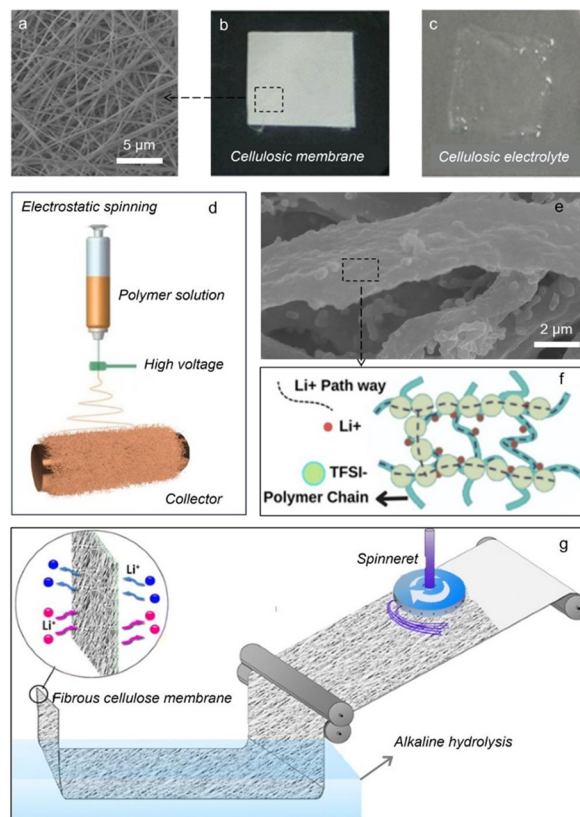 a
5 µm
b
Cellulosic membrane
c
Cellulosic electrolyte
d
Electrostatic spinning
Polymer solution
High voltage
Collector
e
2 µm
f
Li+ Path way
Li+
TFSI-
Polymer Chain
g
Spinneret
Li⁺
Li⁺
Fibrous cellulose membrane
Alkaline hydrolysis